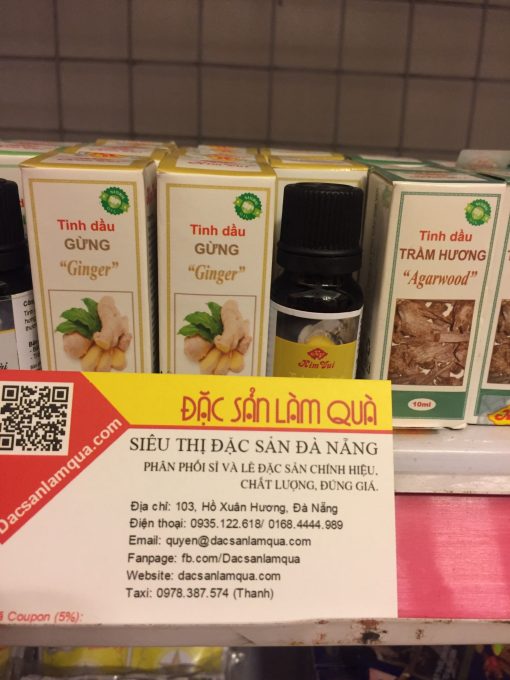 Tinh dầu
GỪNG
"Ginger"
Tinh dầu
GỪNG
"Ginger"
Kim Vui
Tinh dầu
TRẦM HƯƠNG
"Agarwood"
10ml
Dacsanlamqua.com
ĐẶC SẢN LÀM QUÀ
SIÊU THỊ ĐẶC SẢN ĐÀ NẴNG
PHÂN PHỐI SỈ VÀ LẺ ĐẶC SẢN CHÍNH HIỆU.
CHẤT LƯỢNG, ĐÚNG GIÁ.
Địa chỉ: 103, Hồ Xuân Hương, Đà Nẵng
Điện thoại: 0935.122.618/ 0168.4444.989
Email: quyen@dacsanlamqua.com
Fanpage: fb.com/Dacsanlamqua
Website: dacsanlamqua.com
Taxi: 0978.387.574 (Thanh)
Coupon (5%):